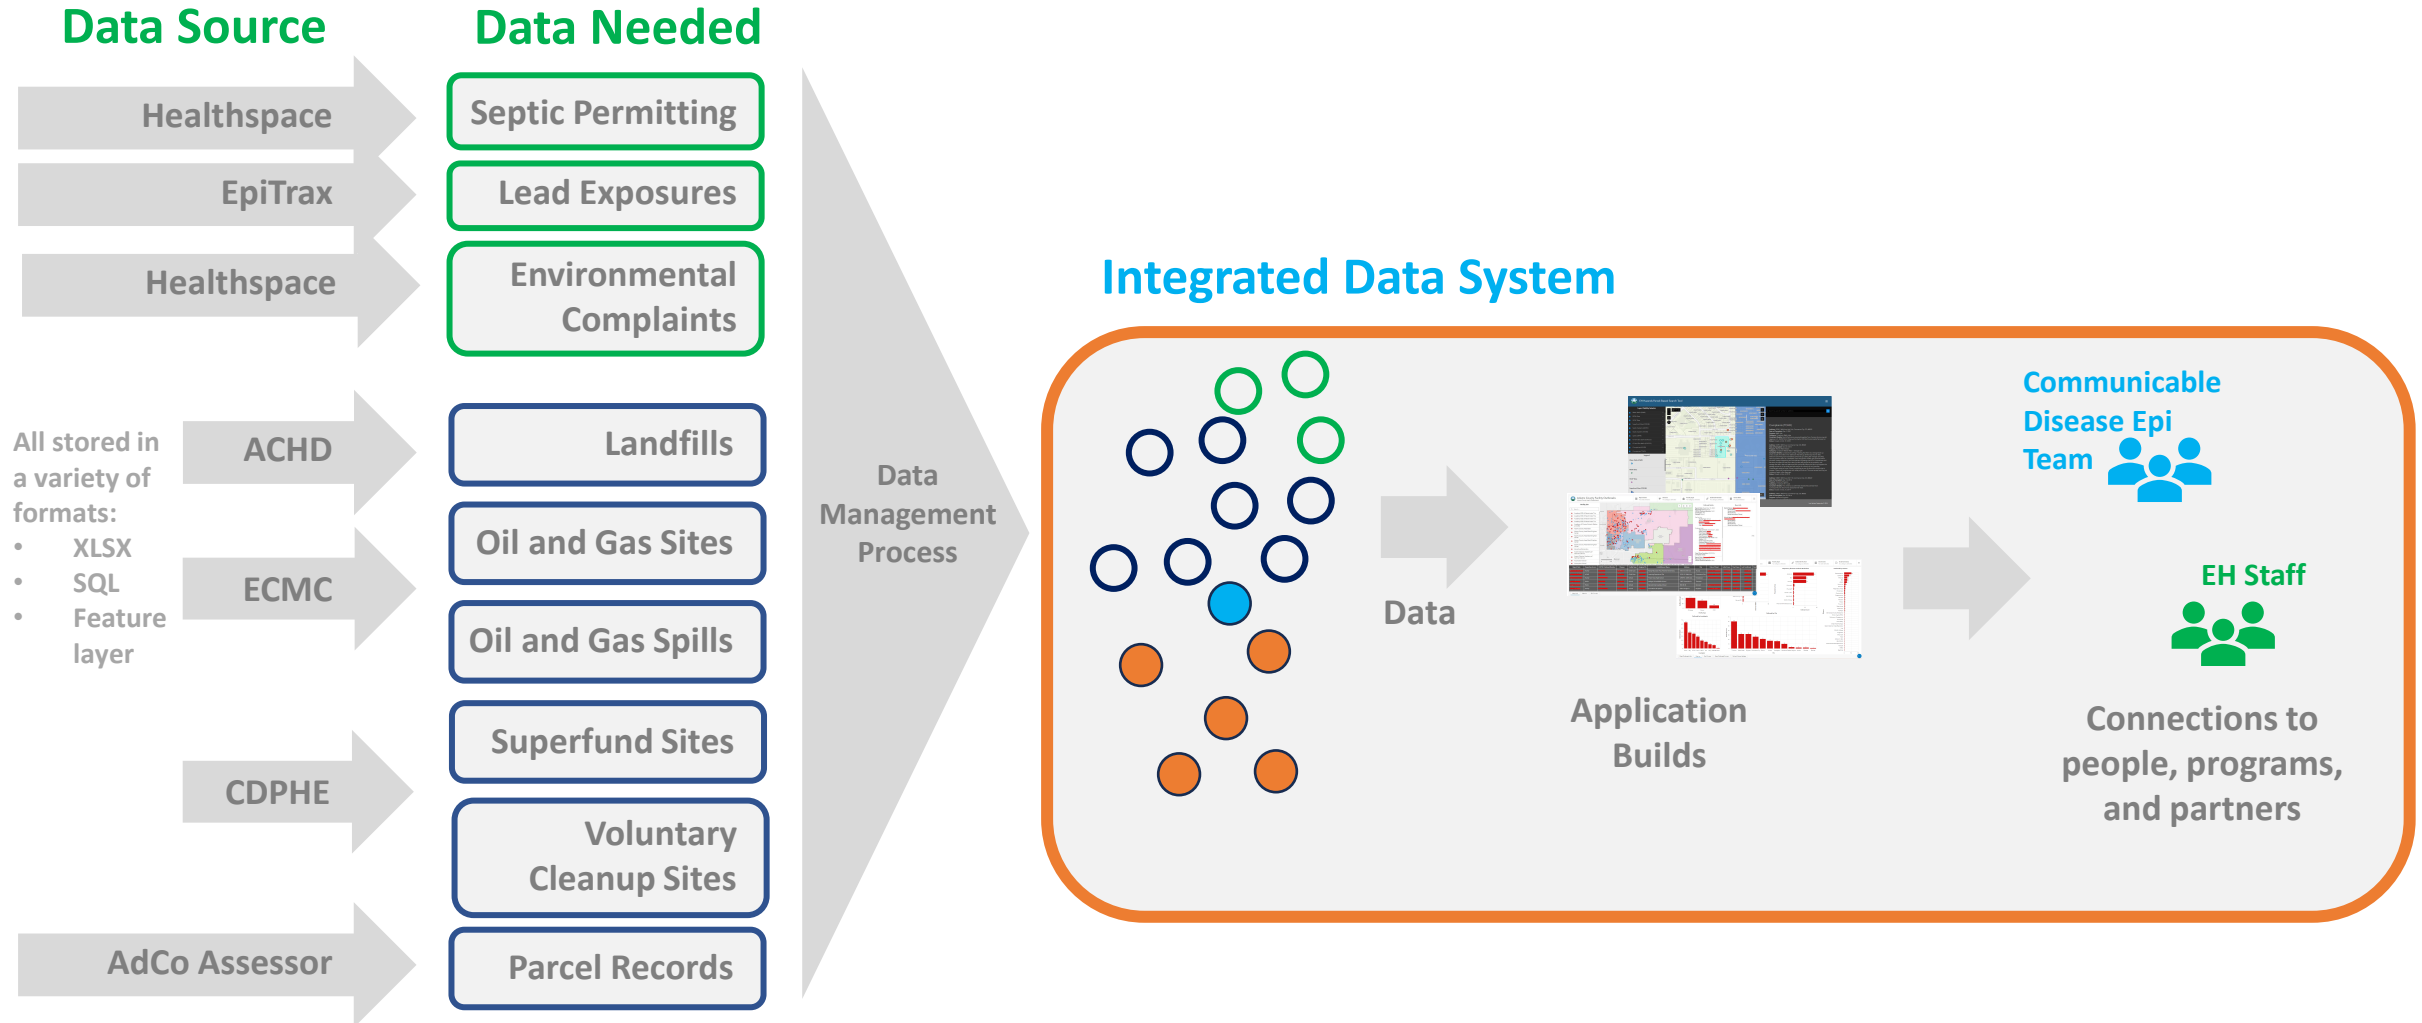 Data Source
Data Needed
Healthspace
Septic Permitting
EpiTrax
Lead Exposures
Healthspace
Environmental
Complaints
All stored in
a variety of
formats:
• XLSX
• SQL
• Feature
layer
ACHD
Landfills
ECMC
Oil and Gas Sites
Oil and Gas Spills
CDPHE
Superfund Sites
Voluntary
Cleanup Sites
AdCo Assessor
Parcel Records
Data
Management
Process
Integrated Data System
Data
Application
Builds
Communicable
Disease Epi
Team
EH Staff
Connections to
people, programs,
and partners